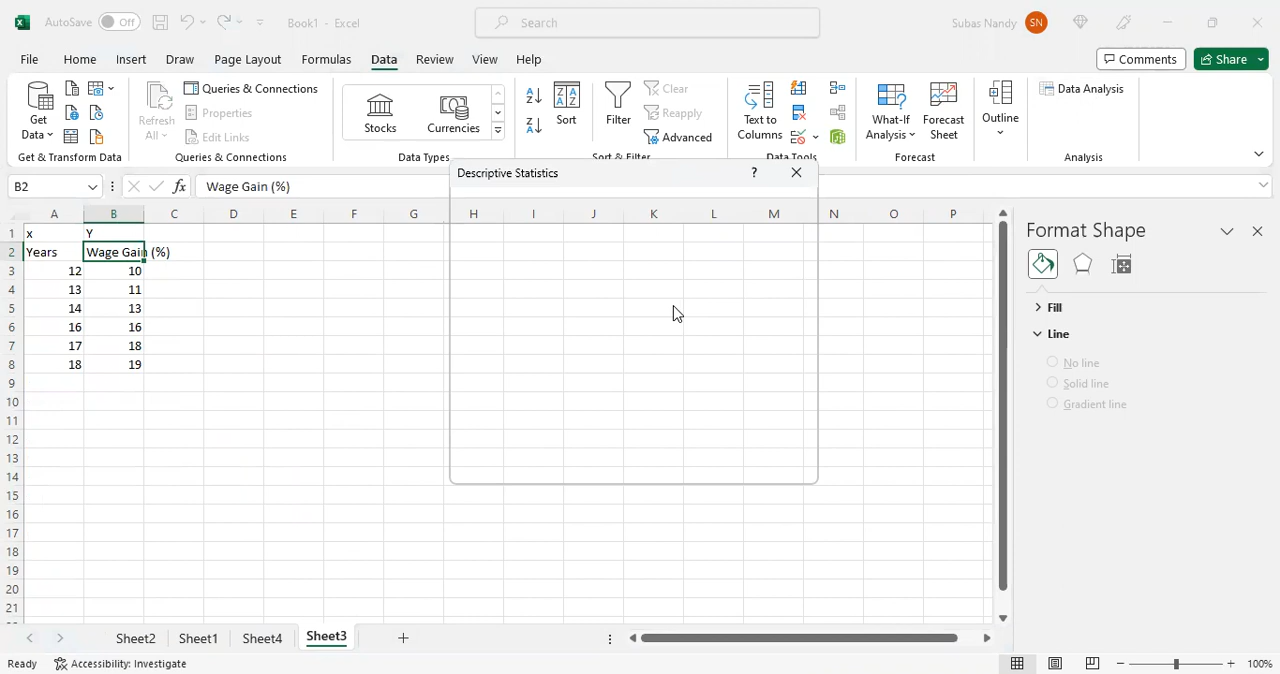 AutoSave Off Book1 - Excel Search Subas Nandy SN
File Home Insert Draw Page Layout Formulas Data Review View Help Comments Share
Get Data
Refresh All
Queries & Connections
Properties
Edit Links
Stocks
Currencies
Sort
Filter
Clear
Reapply
Advanced
Text to Columns
What-If Analysis
Forecast Sheet
Outline
Data Analysis
Get & Transform Data Queries & Connections Data Types Sort & Filter Data Tools Forecast Analysis
Descriptive Statistics ?
B2 fx Wage Gain (%)
A B C D E F G H I J K L M N O P
1 x Y
2 Years Wage Gain (%)
3 12 10
4 13 11
5 14 13
6 16 16
7 17 18
8 18 19
9
10
11
12
13
14
15
16
17
18
19
20
21
Format Shape
Fill
Line
No line
Solid line
Gradient line
Sheet2 Sheet1 Sheet4 Sheet3
Ready Accessibility: Investigate 100%